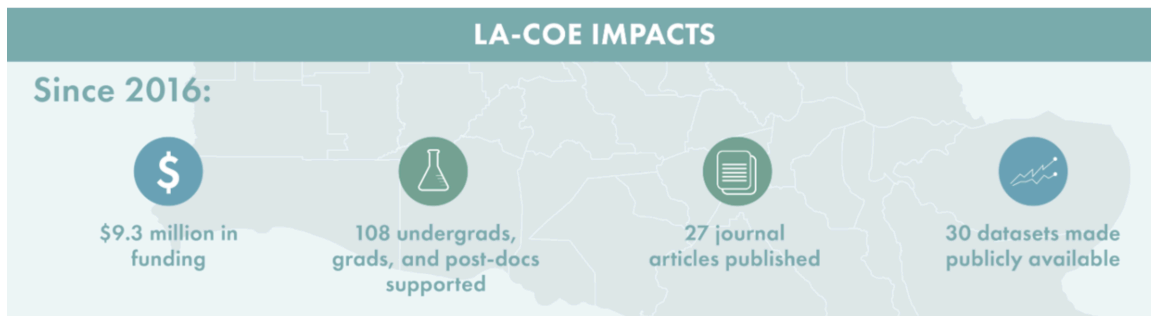 LA-COE IMPACTS
Since 2016:
$
$9.3 million in
funding
108 undergrads,
grads, and post-docs
supported
27 journal
articles published
30 datasets made
publicly available